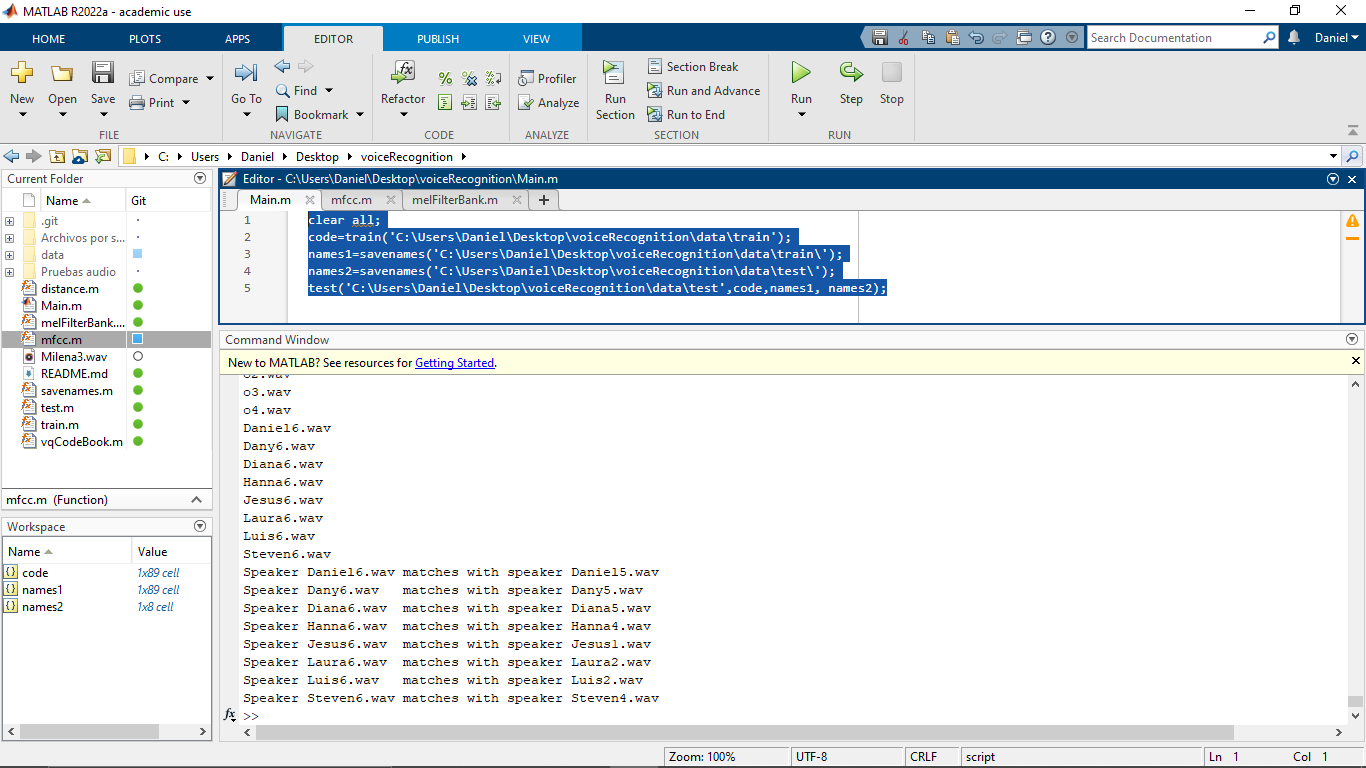 MATLAB R2022a - academic use
HOME PLOTS APPS EDITOR PUBLISH VIEW Search Documentation Daniel
New Open Save Compare Print
Go To Find Bookmark
Refactor
Profiler Analyze
Run Section Section Break Run and Advance Run to End
Run Step Stop
FILE NAVIGATE CODE ANALYZE SECTION RUN
C: Users Daniel Desktop voiceRecognition
Current Folder
Name Git
.git
Archivos por s...
data
Pruebas audio
distance.m
Main.m
melFilterBank....
mfcc.m
Milena3.wav
README.md
savenames.m
test.m
train.m
vqCodeBook.m
mfcc.m (Function)
Workspace
Name Value
code 1x89 cell
names1 1x89 cell
names2 1x8 cell
Editor - C:\Users\Daniel\Desktop\voiceRecognition\Main.m
Main.m mfcc.m melFilterBank.m
1 clear all;
2 code=train('C:\Users\Daniel\Desktop\voiceRecognition\data\train');
3 names1=savenames('C:\Users\Daniel\Desktop\voiceRecognition\data\train\');
4 names2=savenames('C:\Users\Daniel\Desktop\voiceRecognition\data\test\');
5 test('C:\Users\Daniel\Desktop\voiceRecognition\data\test',code,names1, names2);
Command Window
New to MATLAB? See resources for Getting Started.
o2.wav
o3.wav
o4.wav
Daniel6.wav
Dany6.wav
Diana6.wav
Hanna6.wav
Jesus6.wav
Laura6.wav
Luis6.wav
Steven6.wav
Speaker Daniel6.wav matches with speaker Daniel5.wav
Speaker Dany6.wav matches with speaker Dany5.wav
Speaker Diana6.wav matches with speaker Diana5.wav
Speaker Hanna6.wav matches with speaker Hanna4.wav
Speaker Jesus6.wav matches with speaker Jesus1.wav
Speaker Laura6.wav matches with speaker Laura2.wav
Speaker Luis6.wav matches with speaker Luis2.wav
Speaker Steven6.wav matches with speaker Steven4.wav
fx >>
Zoom: 100% UTF-8 CRLF script Ln 1 Col 1